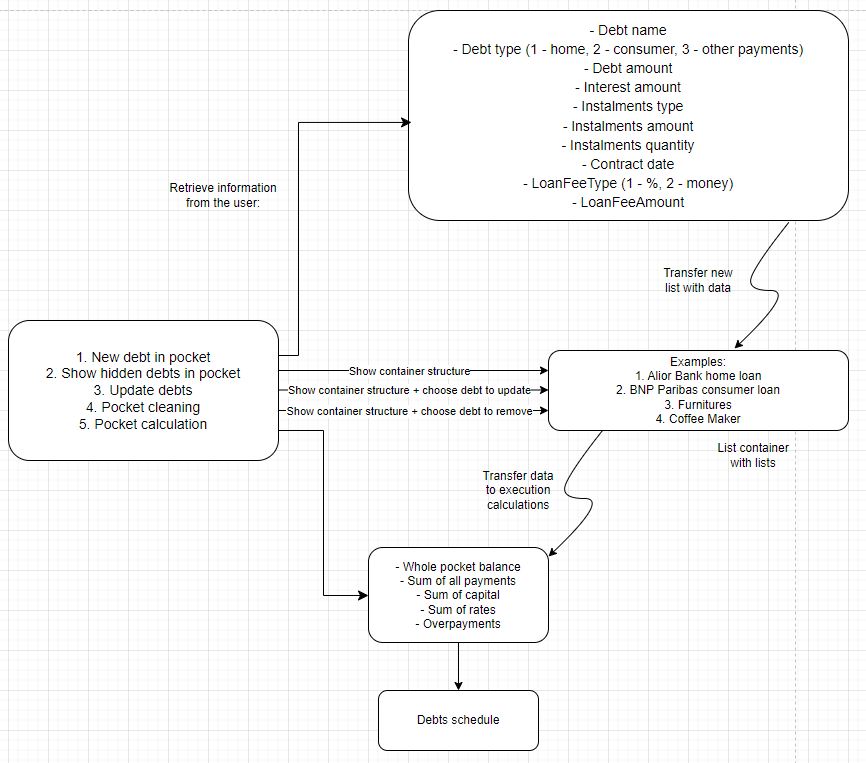 - Debt name
- Debt type (1 - home, 2 - consumer, 3 - other payments)
- Debt amount
- Interest amount
- Instalments type
- Instalments amount
- Instalments quantity
- Contract date
- LoanFeeType (1 - %, 2 - money)
- LoanFeeAmount
Retrieve information
from the user:
Transfer new
list with data
1. New debt in pocket
2. Show hidden debts in pocket
3. Update debts
4. Pocket cleaning
5. Pocket calculation
Show container structure
Show container structure + choose debt to update
Show container structure + choose debt to remove
Examples:
1. Alior Bank home loan
2. BNP Paribas consumer loan
3. Furnitures
4. Coffee Maker
List container
with lists
Transfer data
to execution
calculations
- Whole pocket balance
- Sum of all payments
- Sum of capital
- Sum of rates
- Overpayments
Debts schedule